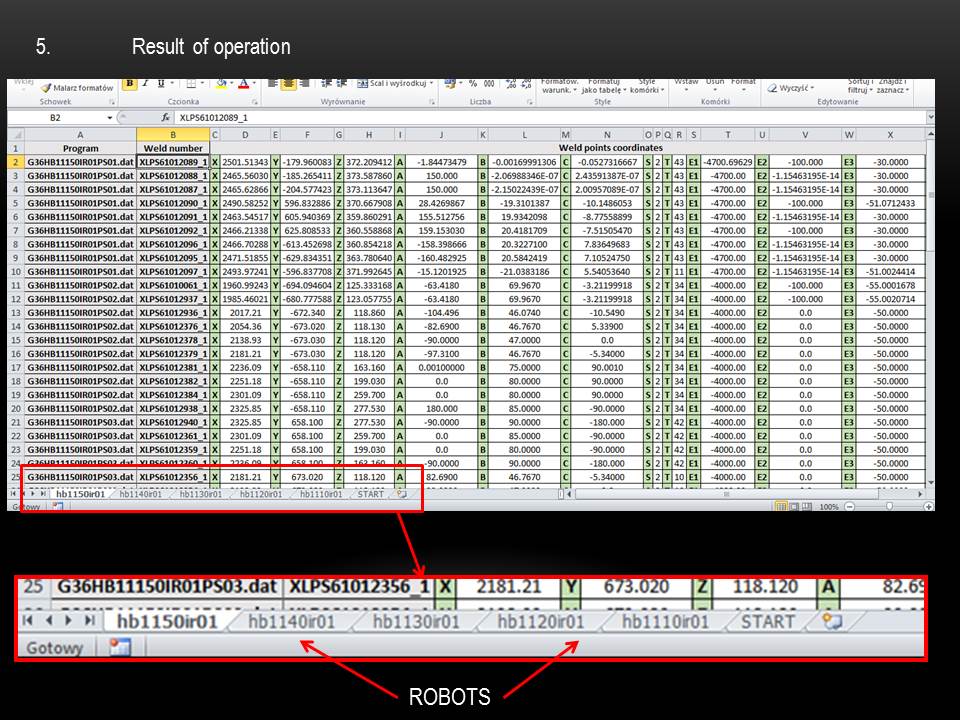 5. Result of operation
Wklej Malarz formatów B I U A Scal i wyśrodkuj % 000 Formatow. warunk. Formatuj jako tabelę Style komórki Wstaw Usuń Format Wyczyść Sortuj i filtruj Znajdź i zaznacz
Schowek Czcionka Wyrównanie Liczba Style Komórki Edytowanie
B2 fx XLPS61012089_1
A B C D E F G H I J K L M N O P Q R S T U V W X
1 Program Weld number Weld points coordinates
2 G36HB11150IR01PS01.dat XLPS61012089_1 X 2501.51343 Y -179.960083 Z 372.209412 A -1.84473479 B -0.00169991306 C -0.0527316667 S 2 T 43 E1 -4700.69629 E2 -100.000 E3 -30.0000
3 G36HB11150IR01PS01.dat XLPS61012088_1 X 2465.56030 Y -185.265411 Z 373.587860 A 150.000 B -2.06988346E-07 C 2.43591387E-07 S 2 T 43 E1 -4700.00 E2 -1.15463195E-14 E3 -30.0000
4 G36HB11150IR01PS01.dat XLPS61012087_1 X 2465.62866 Y -204.577423 Z 373.113647 A 150.000 B -2.15022439E-07 C 2.00957089E-07 S 2 T 43 E1 -4700.00 E2 -1.15463195E-14 E3 -30.0000
5 G36HB11150IR01PS01.dat XLPS61012090_1 X 2490.58252 Y 596.832886 Z 370.667908 A 28.4269867 B -19.3101387 C -10.1486053 S 2 T 43 E1 -4700.00 E2 -100.000 E3 -51.0712433
6 G36HB11150IR01PS01.dat XLPS61012091_1 X 2463.54517 Y 605.940369 Z 359.860291 A 155.512756 B 19.9342098 C -8.77558899 S 2 T 43 E1 -4700.00 E2 -1.15463195E-14 E3 -30.0000
7 G36HB11150IR01PS01.dat XLPS61012092_1 X 2466.21338 Y 625.808533 Z 360.558868 A 159.153030 B 20.4181709 C -7.51505470 S 2 T 43 E1 -4700.00 E2 -1.15463195E-14 E3 -30.0000
8 G36HB11150IR01PS01.dat XLPS61012096_1 X 2466.70288 Y -613.452698 Z 360.854218 A -158.398666 B 20.3227100 C 7.83649683 S 2 T 43 E1 -4700.00 E2 -1.15463195E-14 E3 -30.0000
9 G36HB11150IR01PS01.dat XLPS61012095_1 X 2471.51855 Y -629.834351 Z 363.780640 A -160.482925 B 20.5842419 C 7.10524750 S 2 T 43 E1 -4700.00 E2 -1.15463195E-14 E3 -30.0000
10 G36HB11150IR01PS01.dat XLPS61012097_1 X 2493.97241 Y -596.837708 Z 371.992645 A -15.1201925 B -21.0383186 C 5.54053640 S 2 T 11 E1 -4700.00 E2 -1.15463195E-14 E3 -51.0024414
11 G36HB11150IR01PS02.dat XLPS61010061_1 X 1960.99243 Y -694.094604 Z 125.333168 A -63.4180 B 69.9670 C -3.21199918 S 2 T 34 E1 -4000.00 E2 -100.000 E3 -55.0001678
12 G36HB11150IR01PS02.dat XLPS61012937_1 X 1985.46021 Y -680.777588 Z 123.057755 A -63.4180 B 69.9670 C -3.21199918 S 2 T 34 E1 -4000.00 E2 -100.000 E3 -55.0020714
13 G36HB11150IR01PS02.dat XLPS61012936_1 X 2017.21 Y -672.340 Z 118.860 A -104.496 B 46.0740 C -10.5490 S 2 T 34 E1 -4000.00 E2 0.0 E3 -50.0000
14 G36HB11150IR01PS02.dat XLPS61012376_1 X 2054.36 Y -673.020 Z 118.130 A -82.6900 B 46.7670 C 5.33900 S 2 T 34 E1 -4000.00 E2 0.0 E3 -50.0000
15 G36HB11150IR01PS02.dat XLPS61012378_1 X 2138.93 Y -673.030 Z 118.120 A -90.0000 B 47.0000 C 0.0 S 2 T 34 E1 -4000.00 E2 0.0 E3 -50.0000
16 G36HB11150IR01PS02.dat XLPS61012379_1 X 2181.21 Y -673.030 Z 118.120 A -97.3100 B 46.7670 C -5.34000 S 2 T 34 E1 -4000.00 E2 0.0 E3 -50.0000
17 G36HB11150IR01PS02.dat XLPS61012381_1 X 2236.09 Y -658.110 Z 163.160 A 0.00100000 B 75.0000 C 90.0010 S 2 T 34 E1 -4000.00 E2 0.0 E3 -50.0000
18 G36HB11150IR01PS02.dat XLPS61012382_1 X 2251.18 Y -658.110 Z 199.030 A 0.0 B 80.0000 C 90.0000 S 2 T 34 E1 -4000.00 E2 0.0 E3 -50.0000
19 G36HB11150IR01PS02.dat XLPS61012384_1 X 2301.09 Y -658.110 Z 259.700 A 0.0 B 80.0000 C 90.0000 S 2 T 34 E1 -4000.00 E2 0.0 E3 -50.0000
20 G36HB11150IR01PS02.dat XLPS61012938_1 X 2325.85 Y -658.110 Z 277.530 A 180.000 B 85.0000 C -90.0000 S 2 T 34 E1 -4000.00 E2 0.0 E3 -50.0000
21 G36HB11150IR01PS03.dat XLPS61012940_1 X 2325.85 Y 658.100 Z 277.530 A -90.0000 B 90.0000 C -180.000 S 2 T 42 E1 -4000.00 E2 0.0 E3 -50.0000
22 G36HB11150IR01PS03.dat XLPS61012361_1 X 2301.09 Y 658.100 Z 259.700 A 0.0 B 85.0000 C -90.0000 S 2 T 42 E1 -4000.00 E2 0.0 E3 -50.0000
23 G36HB11150IR01PS03.dat XLPS61012359_1 X 2251.18 Y 658.100 Z 199.030 A 0.0 B 80.0000 C -90.0000 S 2 T 42 E1 -4000.00 E2 0.0 E3 -50.0000
24 G36HB11150IR01PS03.dat XLPS61012360_1 X 2236.09 Y 658.100 Z 163.160 A -90.0000 B 90.0000 C -180.000 S 2 T 42 E1 -4000.00 E2 0.0 E3 -50.0000
25 G36HB11150IR01PS03.dat XLPS61012356_1 X 2181.21 Y 673.020 Z 118.120 A 82.6900 B 46.7670 C -5.34000 S 2 T 10 E1 -4000.00 E2 0.0 E3 -50.0000
hb1150ir01 hb1140ir01 hb1130ir01 hb1120ir01 hb1110ir01 START
Gotowy 100%
25 G36HB11150IR01PS03.dat XLPS61012356_1 X 2181.21 Y 673.020 Z 118.120 A 82.69
hb1150ir01 hb1140ir01 hb1130ir01 hb1120ir01 hb1110ir01 START
Gotowy
ROBOTS